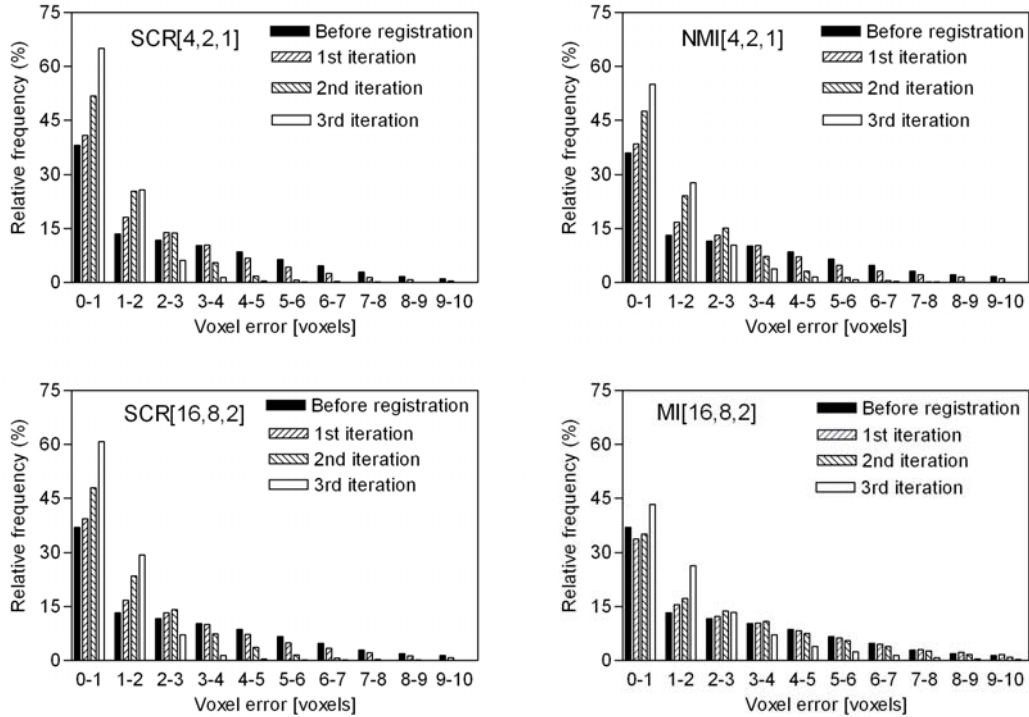 SCR[4,2,1]
Before registration
1st iteration
2nd iteration
3rd iteration
Relative frequency (%)
75
60
45
30
15
0
0-1 1-2 2-3 3-4 4-5 5-6 6-7 7-8 8-9 9-10
Voxel error [voxels]
NMI[4,2,1]
Before registration
1st iteration
2nd iteration
3rd iteration
Relative frequency (%)
75
60
45
30
15
0
0-1 1-2 2-3 3-4 4-5 5-6 6-7 7-8 8-9 9-10
Voxel error [voxels]
SCR[16,8,2]
Before registration
1st iteration
2nd iteration
3rd iteration
Relative frequency (%)
75
60
45
30
15
0
0-1 1-2 2-3 3-4 4-5 5-6 6-7 7-8 8-9 9-10
Voxel error [voxels]
MI[16,8,2]
Before registration
1st iteration
2nd iteration
3rd iteration
Relative frequency (%)
75
60
45
30
15
0
0-1 1-2 2-3 3-4 4-5 5-6 6-7 7-8 8-9 9-10
Voxel error [voxels]